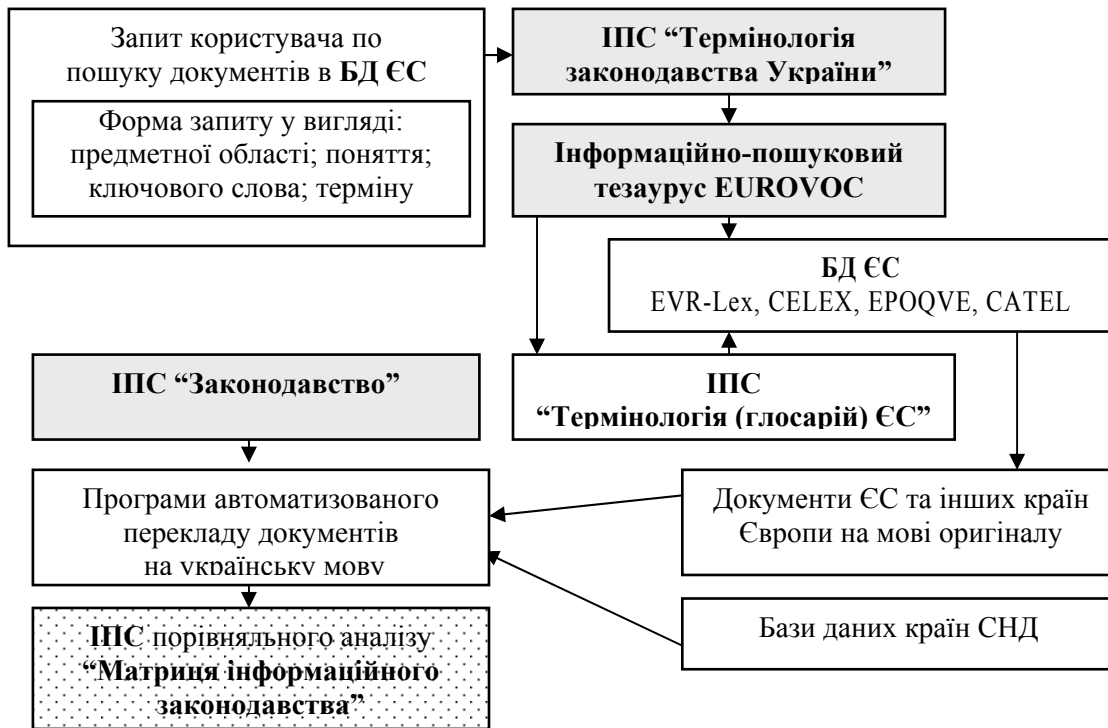 Запит користувача по
пошуку документів в БД ЄС
Форма запиту у вигляді:
предметної області; поняття;
ключового слова; терміну
ІПС “Термінологія
законодавства України”
Інформаційно-пошуковий
тезаурус EUROVOC
БД ЄС
EVR-Lex, CELEX, EPOQVE, CATEL
ІПС “Законодавство”
ІПС
“Термінологія (глосарій) ЄС”
Програми автоматизованого
перекладу документів
на українську мову
Документи ЄС та інших країн
Європи на мові оригіналу
Бази даних країн СНД
ІПС порівняльного аналізу
“Матриця інформаційного
законодавства”